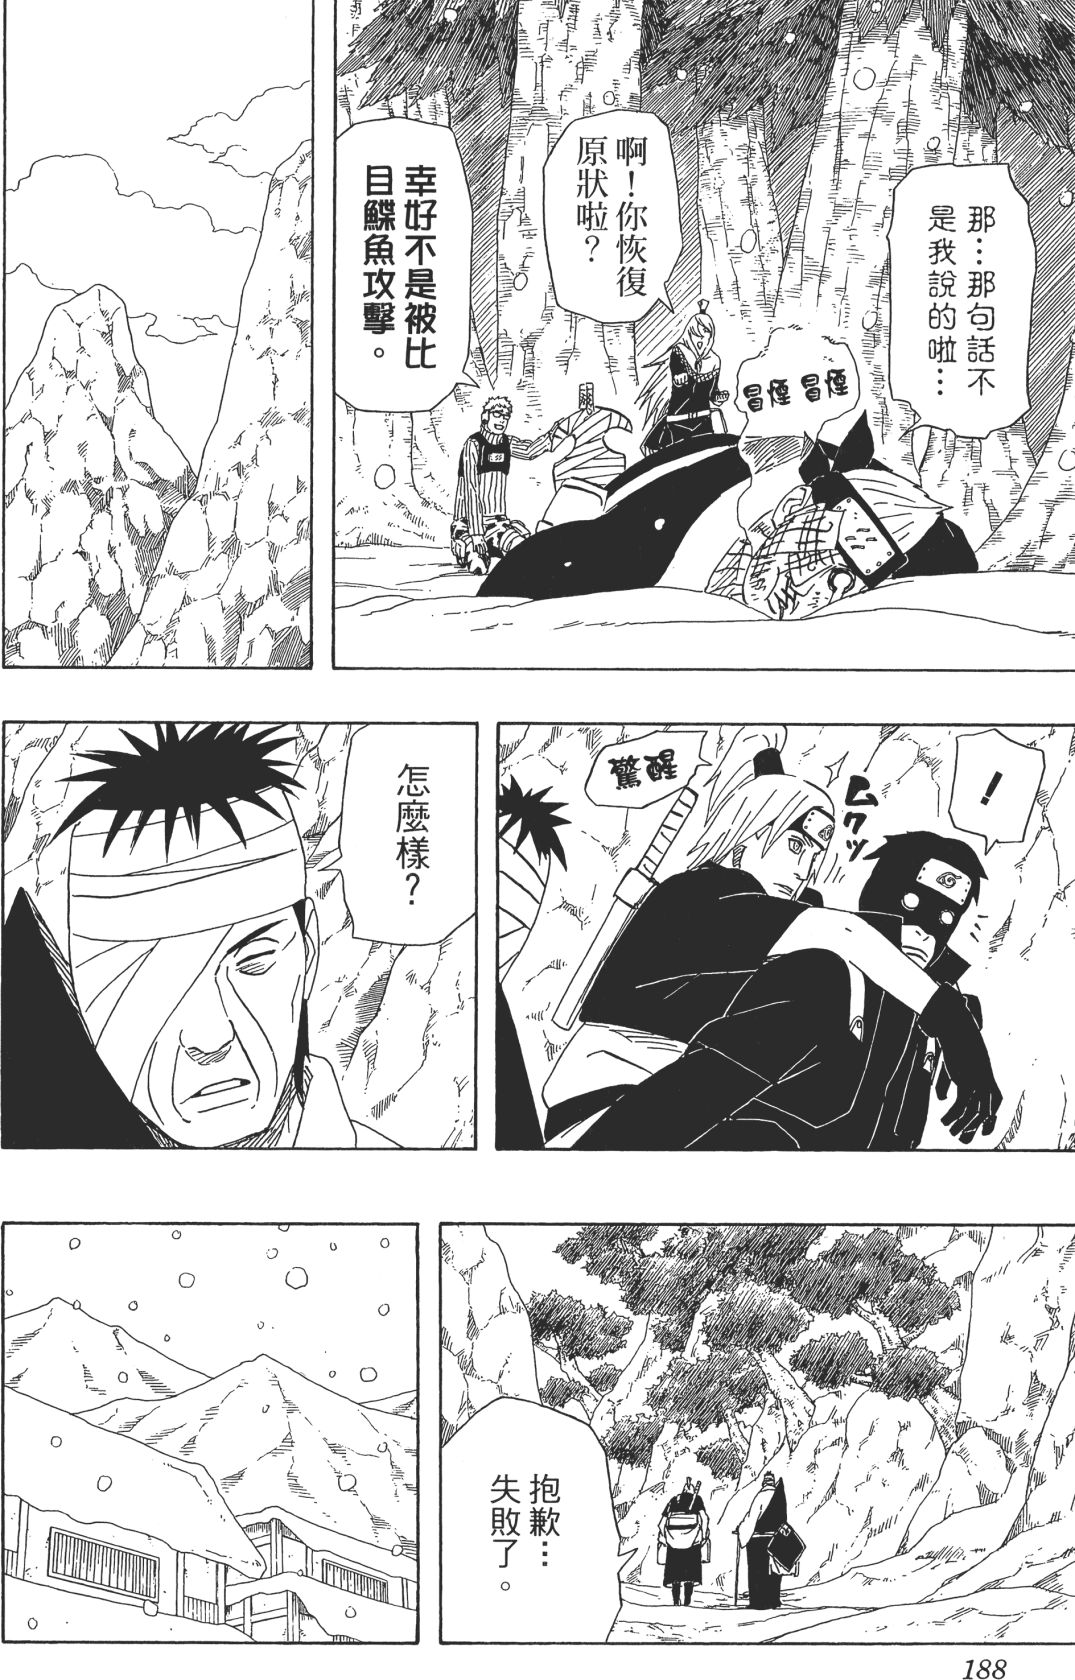 那…那句話不
是我說的啦…
冒煙 冒煙
啊！你恢復
原狀啦？
幸好不是被比
目鰈魚攻擊。
！
ムクッ
驚醒
怎麼樣？
抱歉…
失敗了。
188